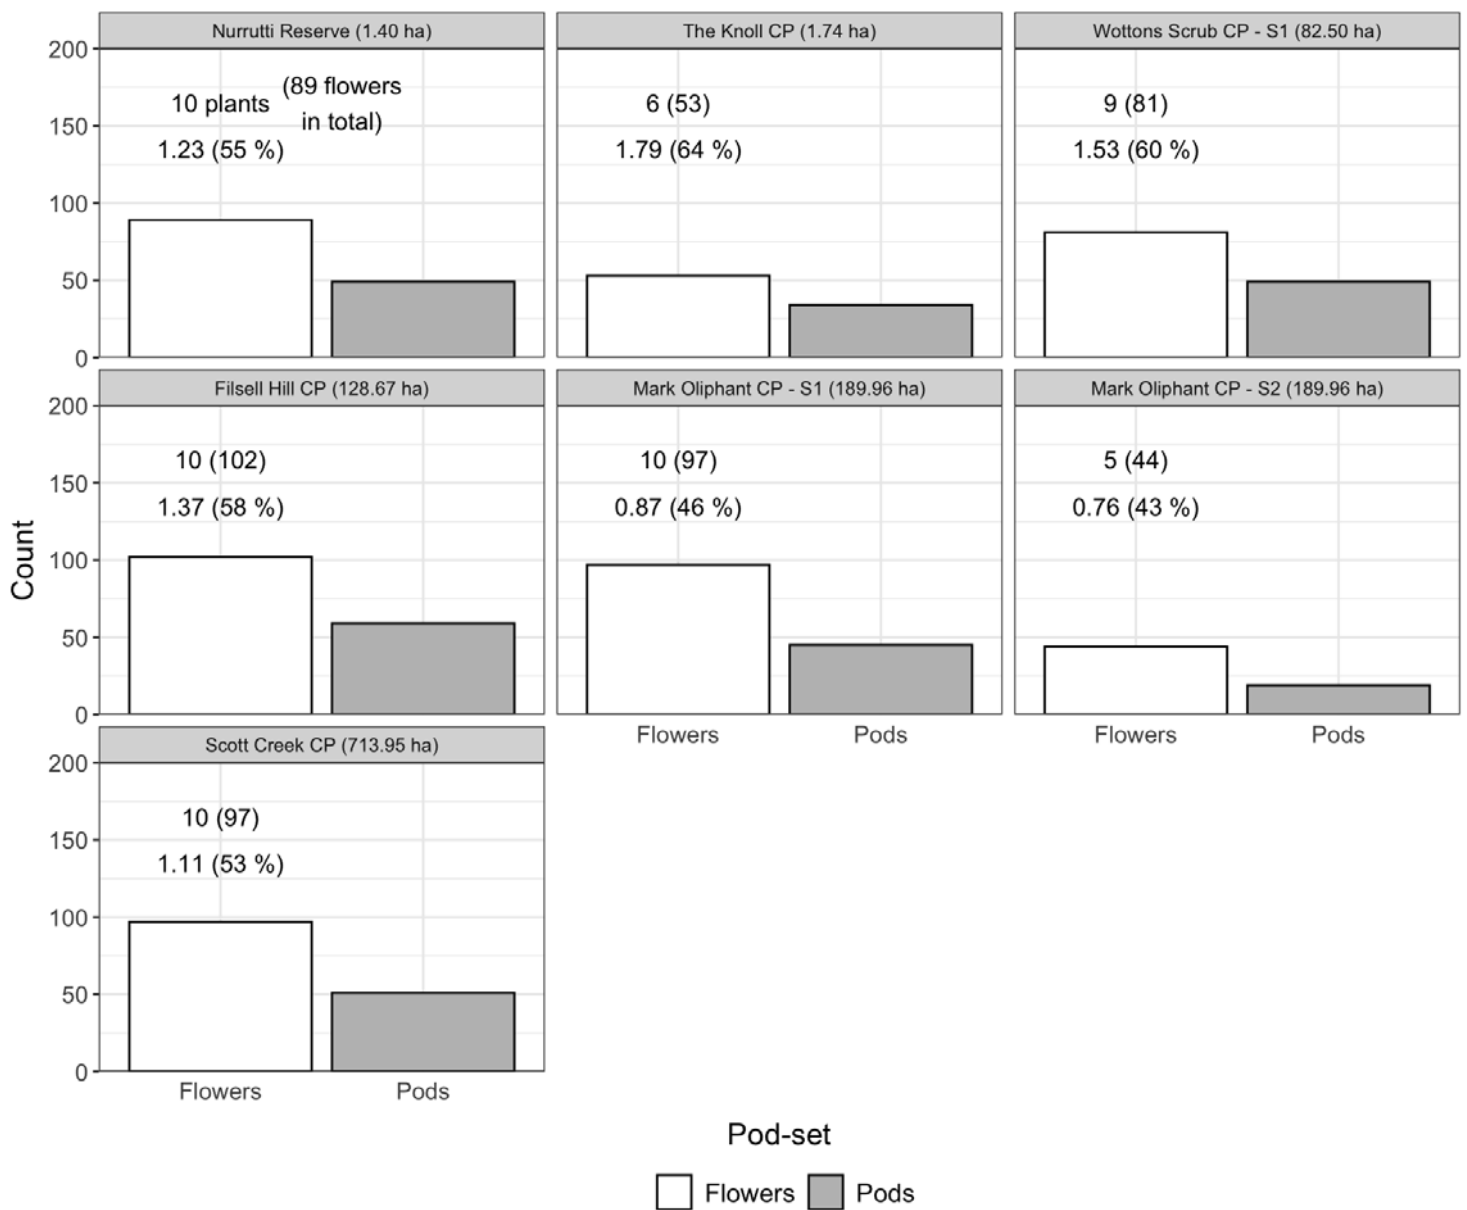 Nurrutti Reserve (1.40 ha)
The Knoll CP (1.74 ha)
Wottons Scrub CP - S1 (82.50 ha)
200
150
100
50
0
10 plants
(89 flowers
in total)
1.23 (55 %)
6 (53)
1.79 (64 %)
9 (81)
1.53 (60 %)
Filsell Hill CP (128.67 ha)
Mark Oliphant CP - S1 (189.96 ha)
Mark Oliphant CP - S2 (189.96 ha)
200
150
100
50
0
10 (102)
1.37 (58 %)
10 (97)
0.87 (46 %)
5 (44)
0.76 (43 %)
Count
Flowers
Pods
Flowers
Pods
Scott Creek CP (713.95 ha)
200
150
100
50
0
10 (97)
1.11 (53 %)
Flowers
Pods
Pod-set
Flowers
Pods